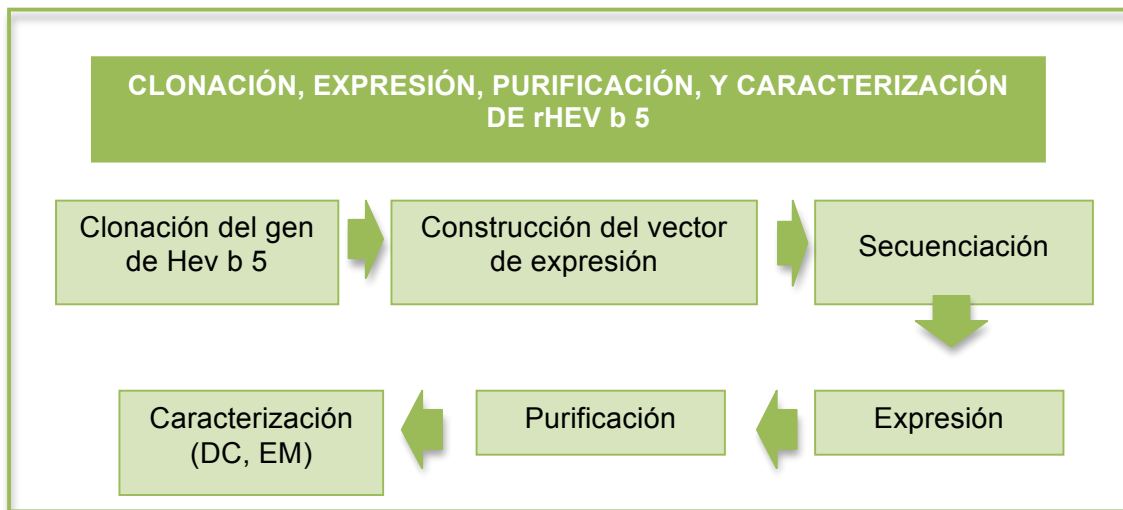 CLONACIÓN, EXPRESIÓN, PURIFICACIÓN, Y CARACTERIZACIÓN
DE rHEV b 5
Clonación del gen
de Hev b 5
Construcción del vector
de expresión
Secuenciación
Expresión
Purificación
Caracterización
(DC, EM)